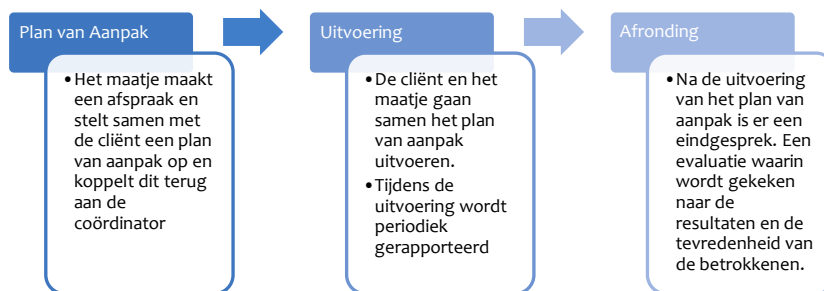 Plan van Aanpak
• Het maatje maakt
een afspraak en
stelt samen met
de cliënt een plan
van aanpak op en
koppelt dit terug
aan de
coördinator
Uitvoering
• De cliënt en het
maatje gaan
samen het plan
van aanpak
uitvoeren.
• Tijdens de
uitvoering wordt
periodiek
gerapporteerd
Afronding
• Na de uitvoering
van het plan van
aanpak is er een
eindgesprek. Een
evaluatie waarin
wordt gekeken
naar de
resultaten en de
tevredenheid van
de betrokkenen.